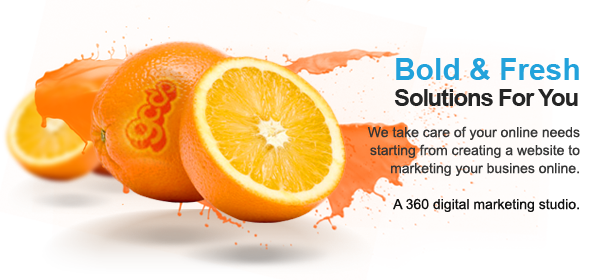 Bold & Fresh
Solutions For You
We take care of your online needs
starting from creating a website to
marketing your busines online.
A 360 digital marketing studio.